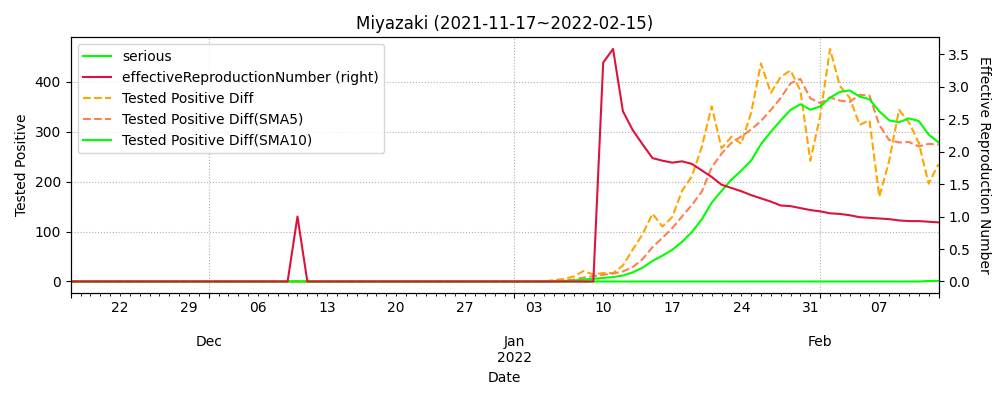 Miyazaki (2021-11-17~2022-02-15)
serious
effectiveReproductionNumber (right)
Tested Positive Diff
Tested Positive Diff(SMA5)
Tested Positive Diff(SMA10)
Tested Positive
400
300
200
100
0
3.5
3.0
2.5
2.0
1.5
1.0
0.5
0.0
Effective Reproduction Number
22 29 06 13 20 27 03 10 17 24 31 07
Dec Jan Feb
2022
Date